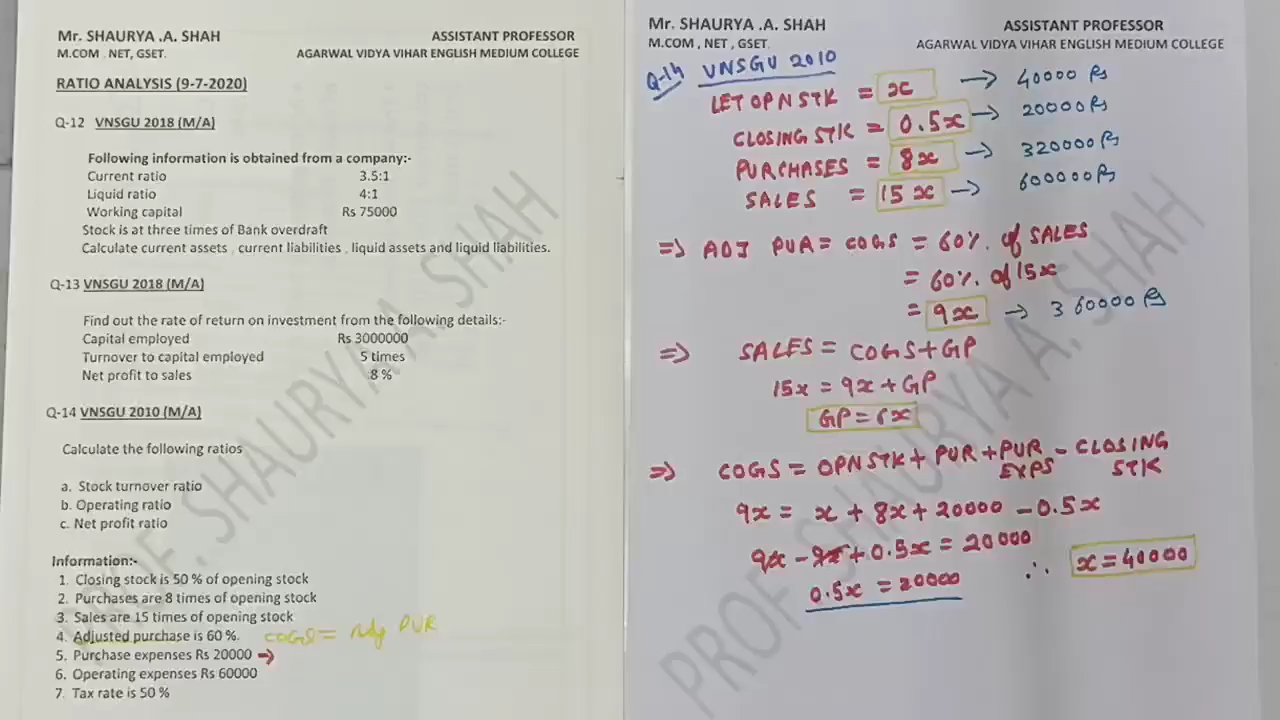 Mr. SHAURYA .A. SHAH ASSISTANT PROFESSOR
M.COM . NET, GSET. AGARWAL VIDYA VIHAR ENGLISH MEDIUM COLLEGE
RATIO ANALYSIS (9-7-2020)
Q-12 VNSGU 2018 (M/A)
Following information is obtained from a company:-
Current ratio 3.5:1
Liquid ratio 4:1
Working capital Rs 75000
Stock is at three times of Bank overdraft
Calculate current assets , current liabilities , liquid assets and liquid liabilities.
Q-13 VNSGU 2018 (M/A)
Find out the rate of return on investment from the following details:-
Capital employed Rs 3000000
Turnover to capital employed 5 times
Net profit to sales 8 %
Q-14 VNSGU 2010 (M/A)
Calculate the following ratios
a. Stock turnover ratio
b. Operating ratio
c. Net profit ratio
Information:-
1. Closing stock is 50 % of opening stock
2. Purchases are 8 times of opening stock
3. Sales are 15 times of opening stock
4. Adjusted purchase is 60 %. COGS = Adj PUR
5. Purchase expenses Rs 20000 →
6. Operating expenses Rs 60000
7. Tax rate is 50 %
PROF. SHAURYA A. SHAH
Mr. SHAURYA .A. SHAH ASSISTANT PROFESSOR
M.COM , NET , GSET. AGARWAL VIDYA VIHAR ENGLISH MEDIUM COLLEGE
Q-14 VNSGU 2010
LET OPN STK = x → 40000 Rs
CLOSING STK = 0.5x → 20000 Rs
PURCHASES = 8x → 320000 Rs
SALES = 15x → 600000 Rs
⇒ ADJ PUR = COGS = 60%. of SALES
= 60%. of 15x
= 9x → 360000 Rs
⇒ SALES = COGS + GP
15x = 9x + GP
GP = 6x
⇒ COGS = OPN STK + PUR + PUR - CLOSING
EXPS STK
9x = x + 8x + 20000 - 0.5x
9x - 9x + 0.5x = 20000
0.5x = 20000 ∴ x = 40000
PROF. SHAURYA A. SHAH